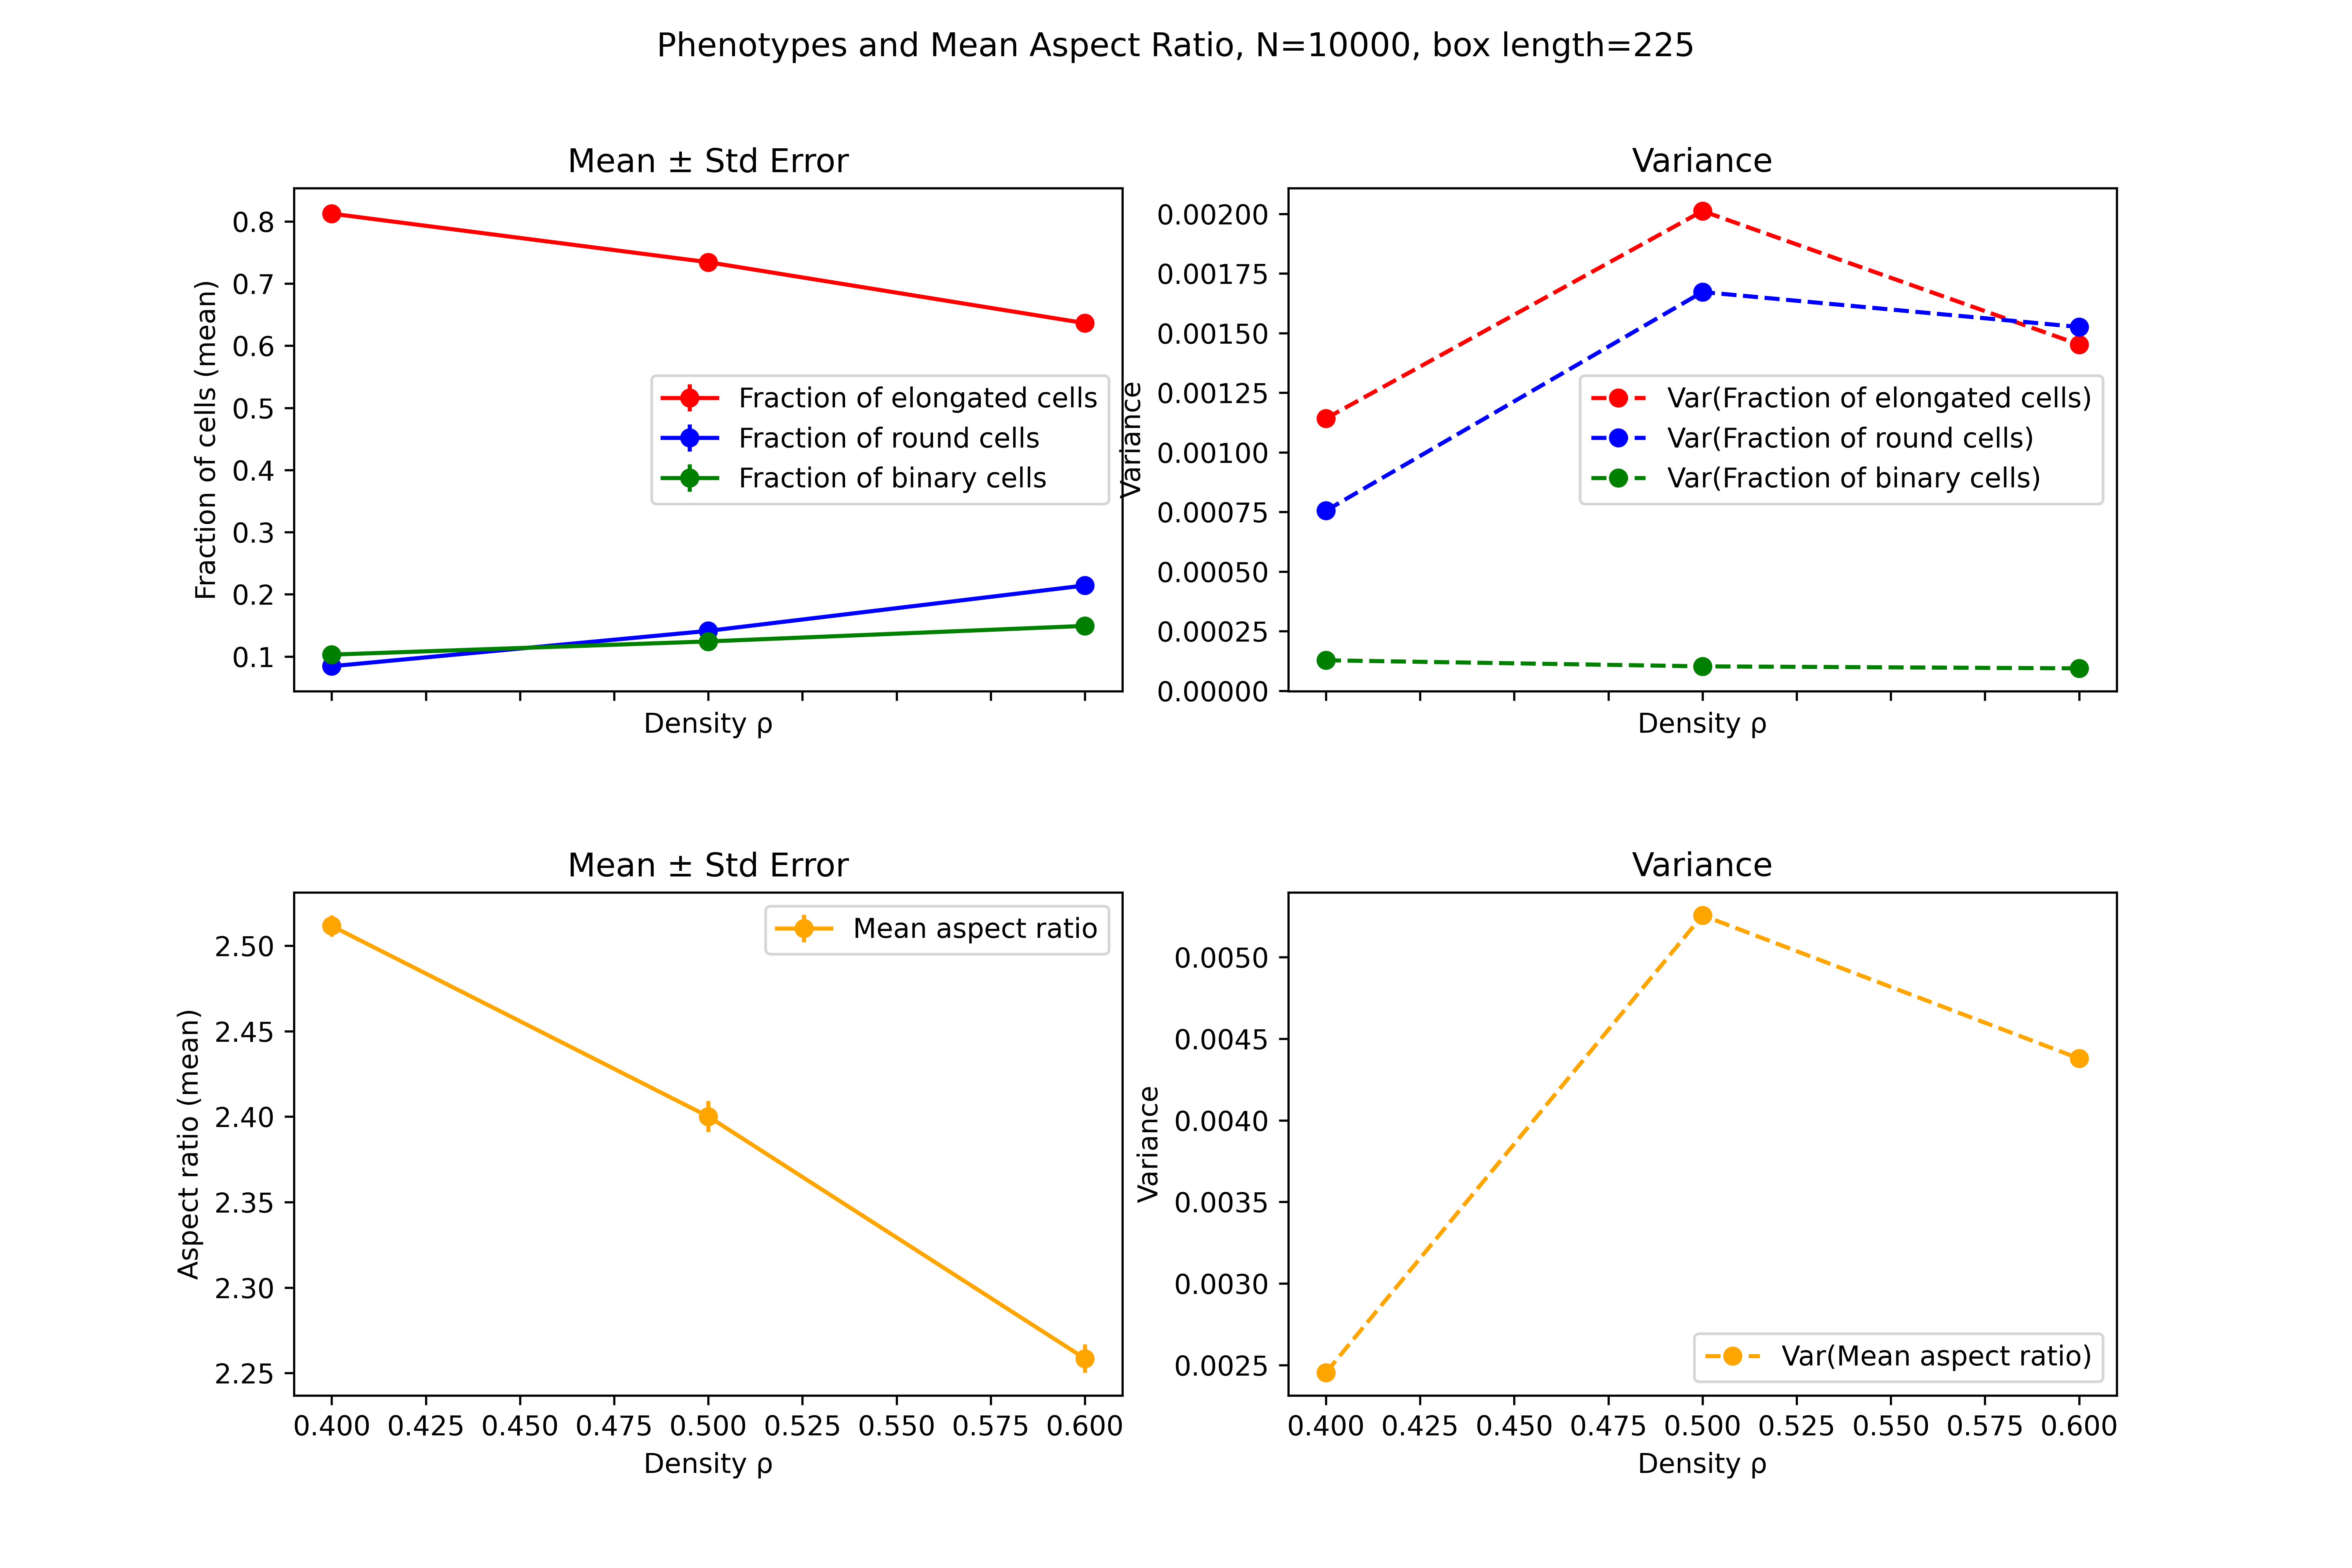 Phenotypes and Mean Aspect Ratio, N=10000, box length=225
Mean ± Std Error
Fraction of cells (mean)
0.8
0.7
0.6
0.5
0.4
0.3
0.2
0.1
Fraction of elongated cells
Fraction of round cells
Fraction of binary cells
Density ρ
Variance
Variance
0.00200
0.00175
0.00150
0.00125
0.00100
0.00075
0.00050
0.00025
0.00000
Var(Fraction of elongated cells)
Var(Fraction of round cells)
Var(Fraction of binary cells)
Density ρ
Mean ± Std Error
Aspect ratio (mean)
2.50
2.45
2.40
2.35
2.30
2.25
Mean aspect ratio
0.400 0.425 0.450 0.475 0.500 0.525 0.550 0.575 0.600
Density ρ
Variance
Variance
0.0050
0.0045
0.0040
0.0035
0.0030
0.0025
Var(Mean aspect ratio)
0.400 0.425 0.450 0.475 0.500 0.525 0.550 0.575 0.600
Density ρ